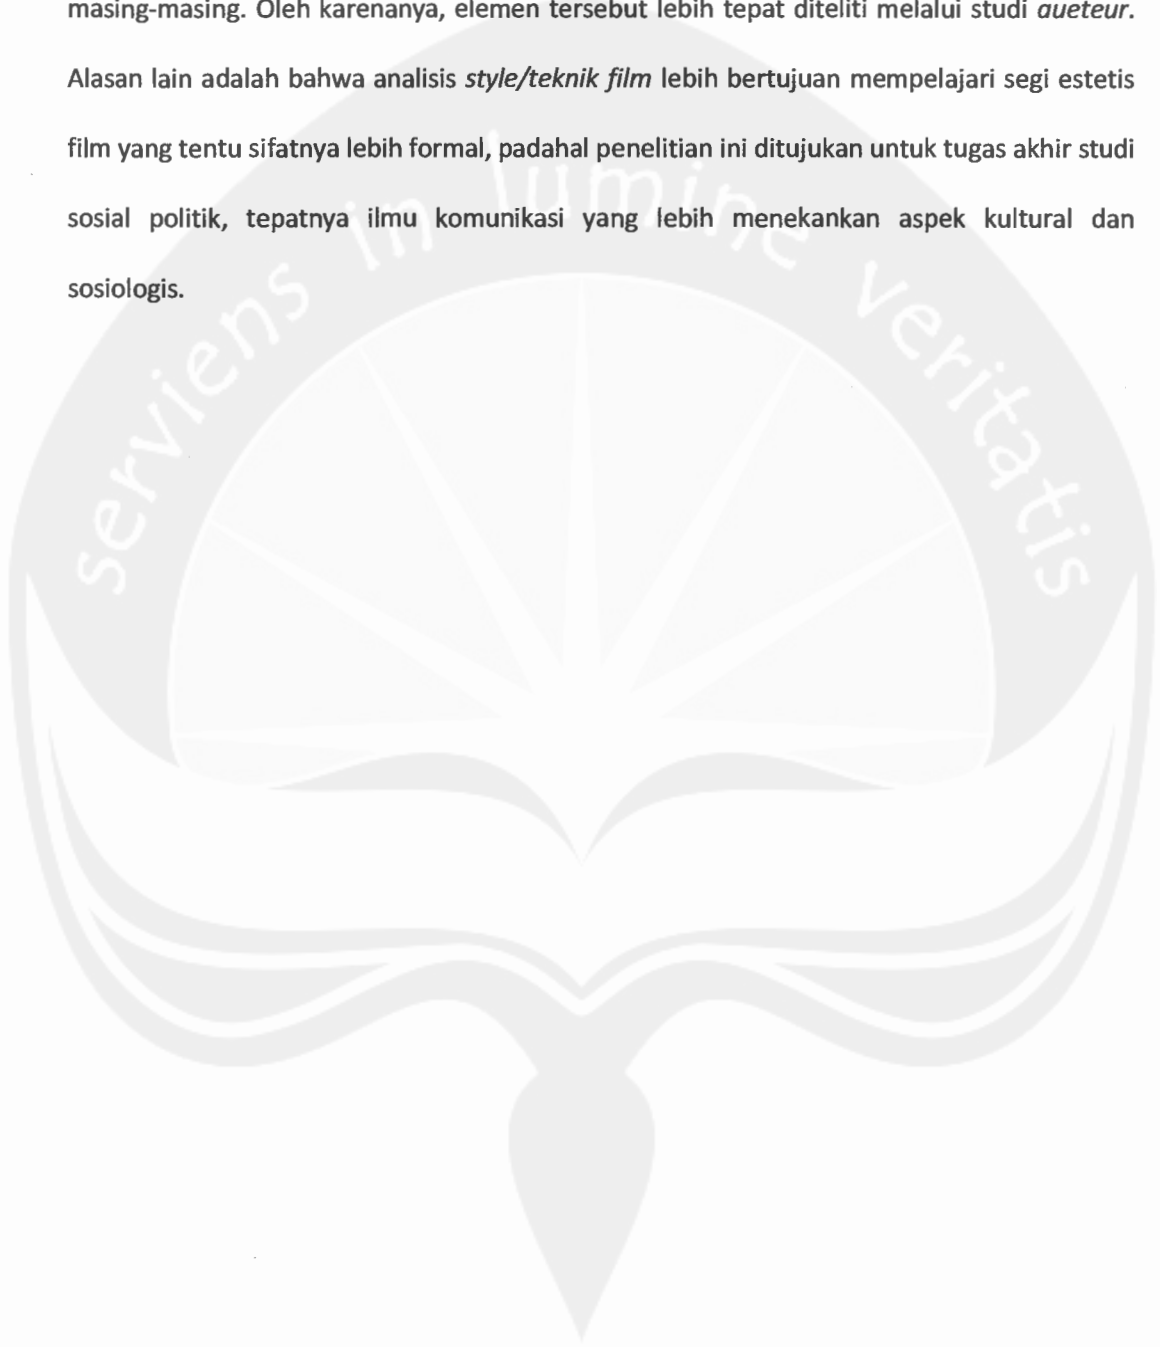 masing-masing. Oleh karenanya, elemen tersebut lebih tepat diteliti melalui studi aueteur.
Alasan lain adalah bahwa analisis style/teknik film lebih bertujuan mempelajari segi estetis
film yang tentu sifatnya lebih formal, padahal penelitian ini ditujukan untuk tugas akhir studi
sosial politik, tepatnya ilmu komunikasi yang lebih menekankan aspek kultural dan
sosiologis.
serviens in lumine veritatis